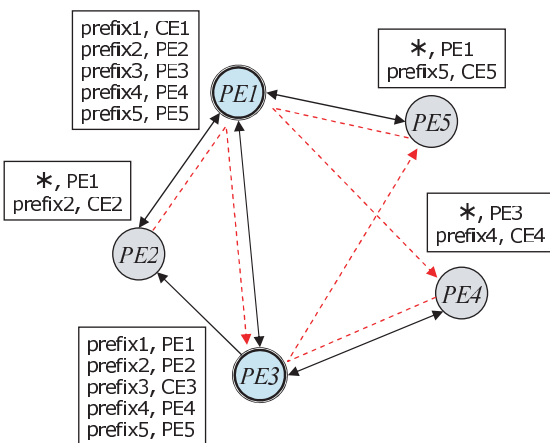 prefix1, CE1
prefix2, PE2
prefix3, PE3
prefix4, PE4
prefix5, PE5
PE1
*, PE1
prefix5, CE5
PE5
*, PE1
prefix2, CE2
PE2
*, PE3
prefix4, CE4
PE4
prefix1, PE1
prefix2, PE2
prefix3, CE3
prefix4, PE4
prefix5, PE5
PE3